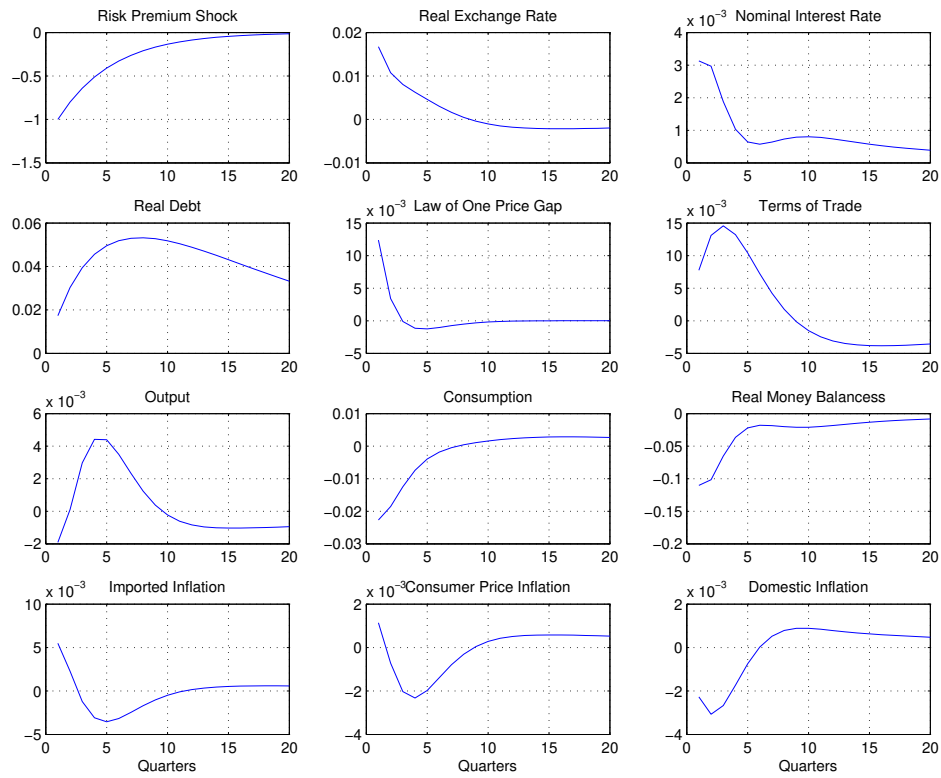 Risk Premium Shock
0
−0.5
−1
−1.5
0 5 10 15 20
Real Exchange Rate
0.02
0.01
0
−0.01
0 5 10 15 20
x 10−3 Nominal Interest Rate
4
3
2
1
0
0 5 10 15 20
Real Debt
0.06
0.04
0.02
0
0 5 10 15 20
x 10−3 Law of One Price Gap
15
10
5
0
−5
0 5 10 15 20
x 10−3 Terms of Trade
15
10
5
0
−5
0 5 10 15 20
x 10−3 Output
6
4
2
0
−2
0 5 10 15 20
Consumption
0.01
0
−0.01
−0.02
−0.03
0 5 10 15 20
Real Money Balancess
0
−0.05
−0.1
−0.15
−0.2
0 5 10 15 20
x 10−3 Imported Inflation
10
5
0
−5
0 5 10 15 20
Quarters
x 10−3 Consumer Price Inflation
2
0
−2
−4
0 5 10 15 20
Quarters
x 10−3 Domestic Inflation
2
0
−2
−4
0 5 10 15 20
Quarters